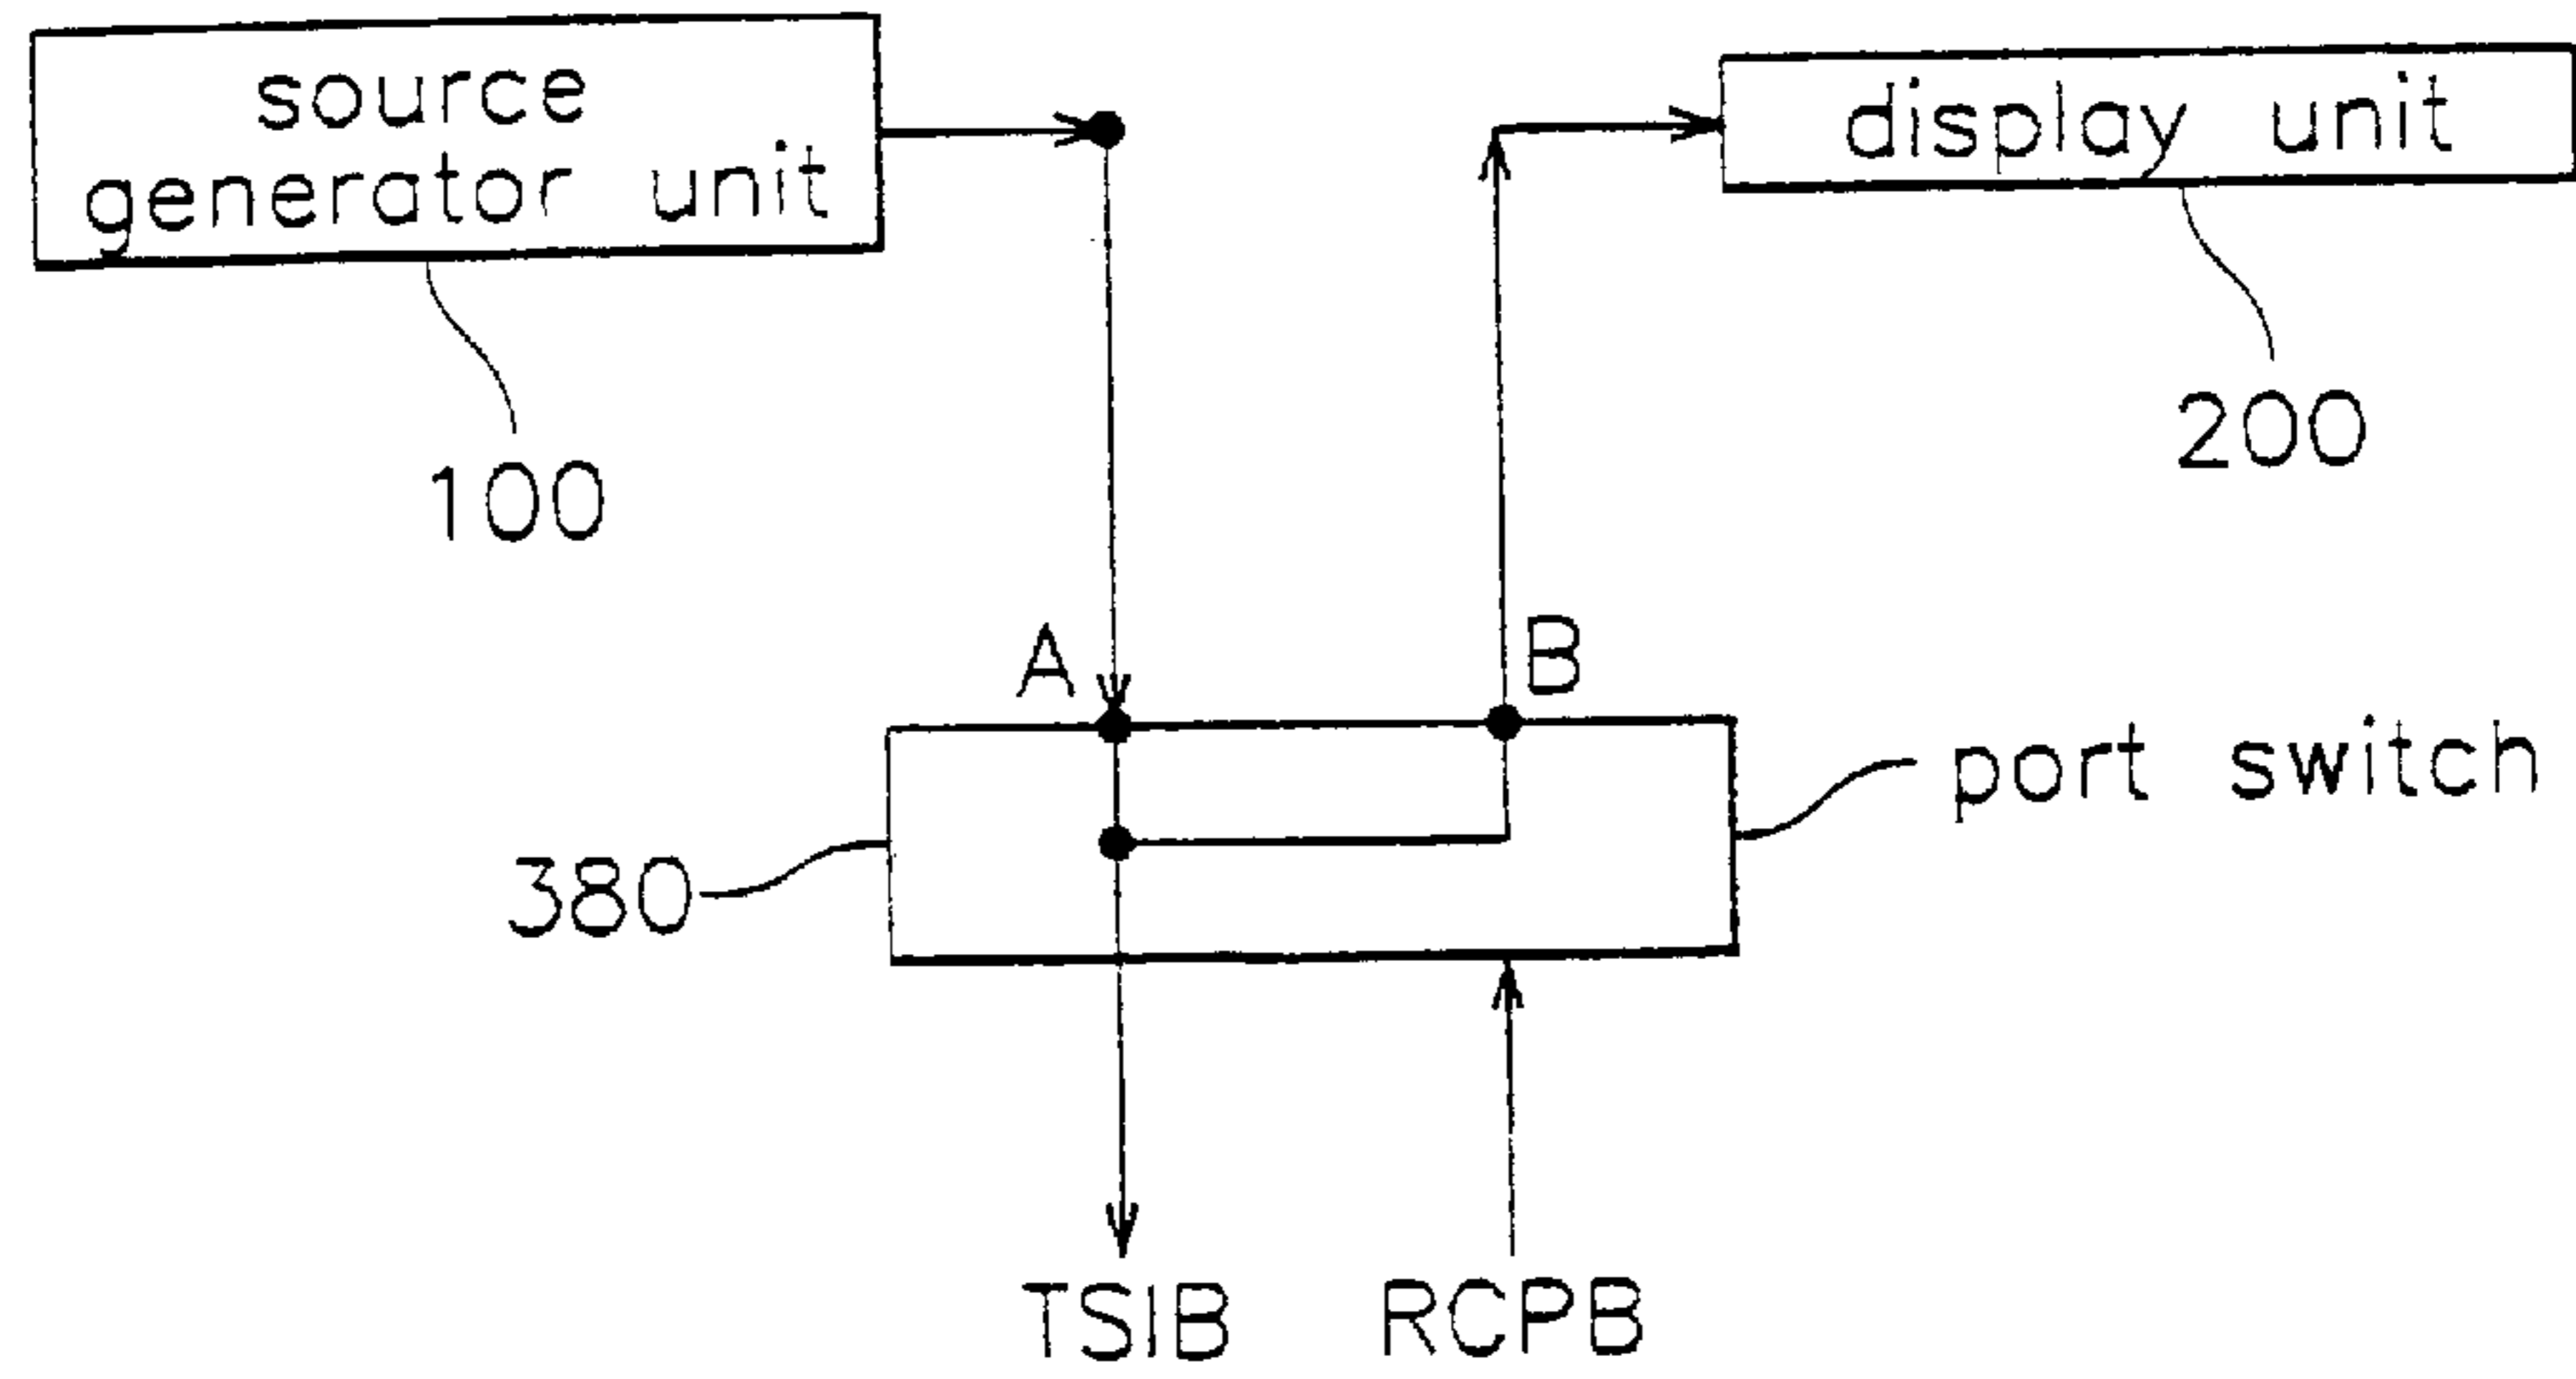 source
generator unit
display unit
100
200
A
B
port switch
380
TSIB
RCPB